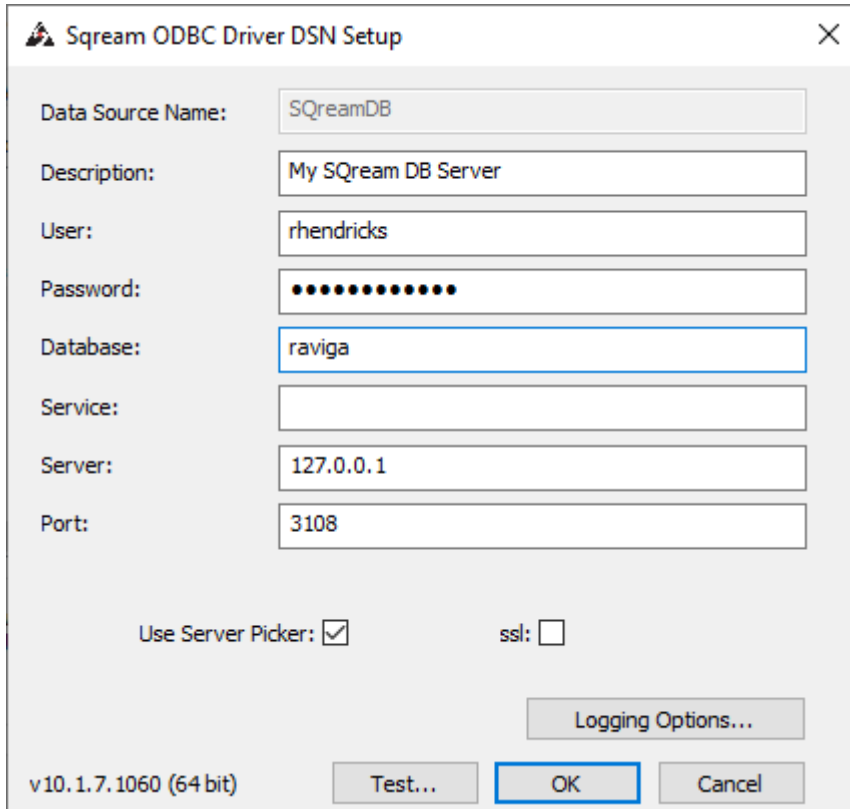 Sqream ODBC Driver DSN Setup
Data Source Name: SQreamDB
Description: My SQream DB Server
User: rhendricks
Password: ••••••••••••
Database: raviga
Service:
Server: 127.0.0.1
Port: 3108
Use Server Picker: ssl:
Logging Options...
v10.1.7.1060 (64 bit) Test... OK Cancel